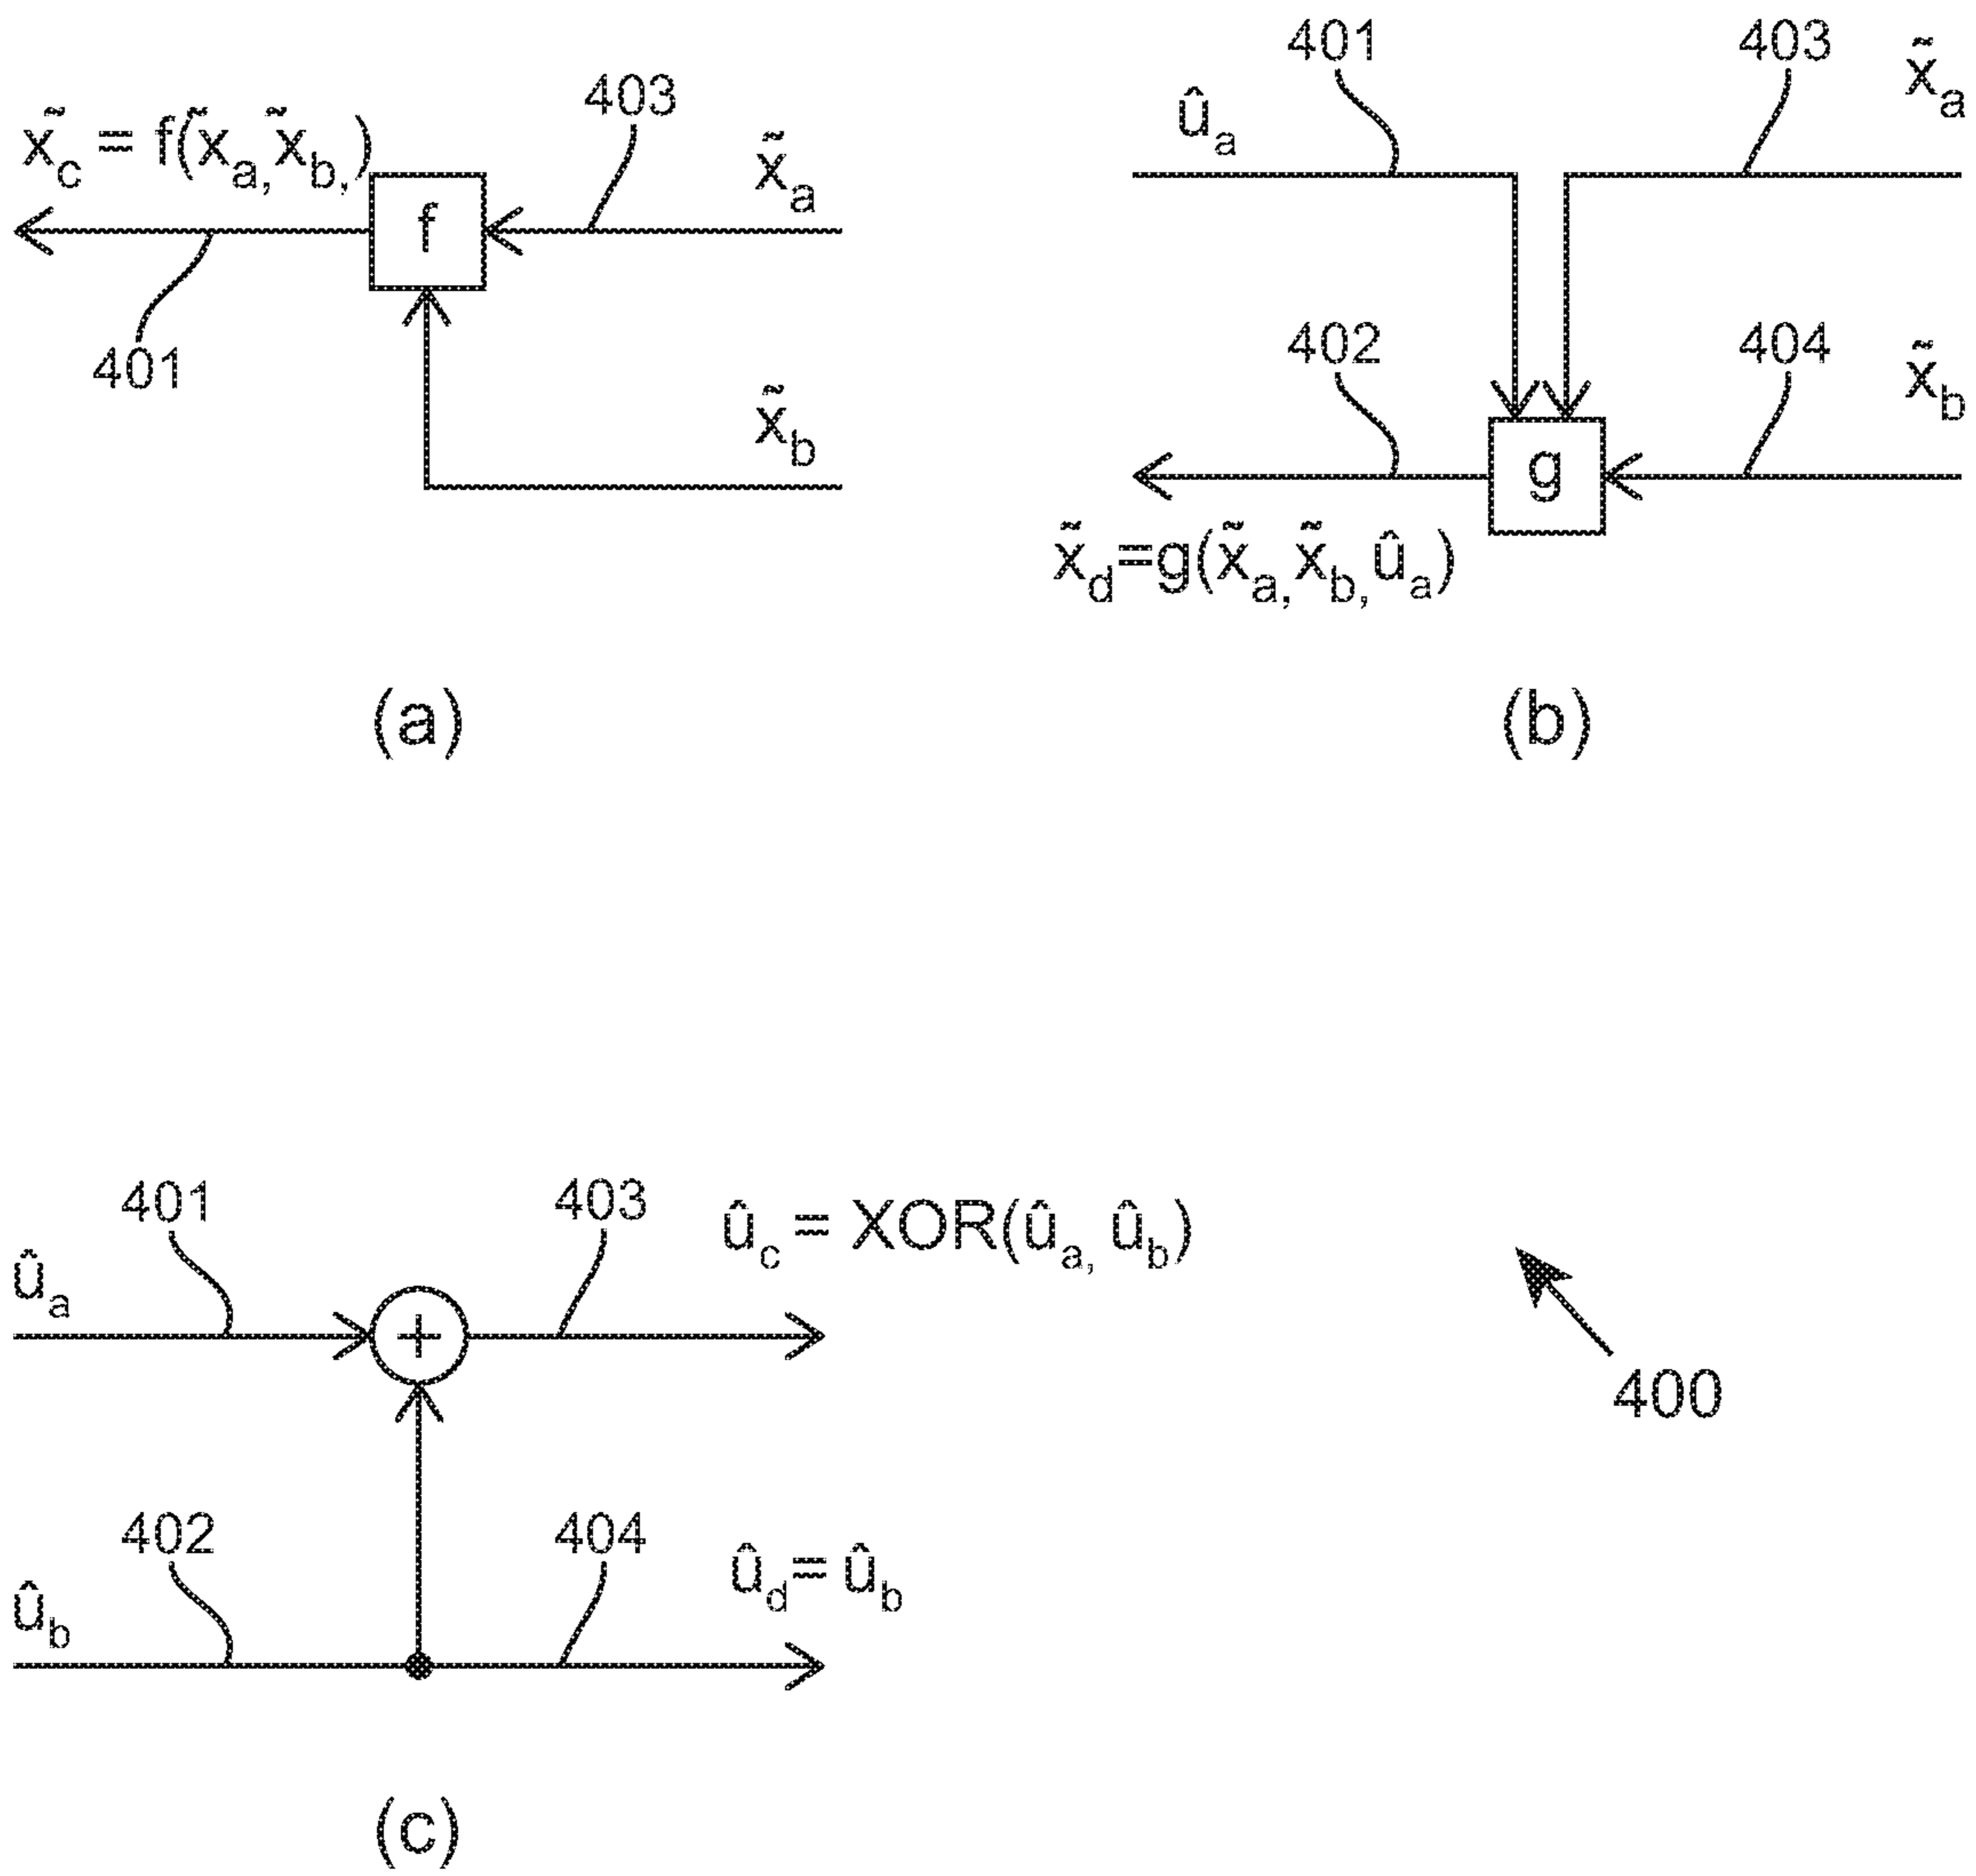 403
x̃c = f(x̃a, x̃b,)
x̃a
f
401
x̃b
(a)
401
403
x̃a
ûa
402
404
x̃b
g
x̃d=g(x̃a, x̃b, ûa)
(b)
401
403
ûc = XOR(ûa, ûb)
ûa
+
400
402
404
ûd= ûb
ûb
(c)